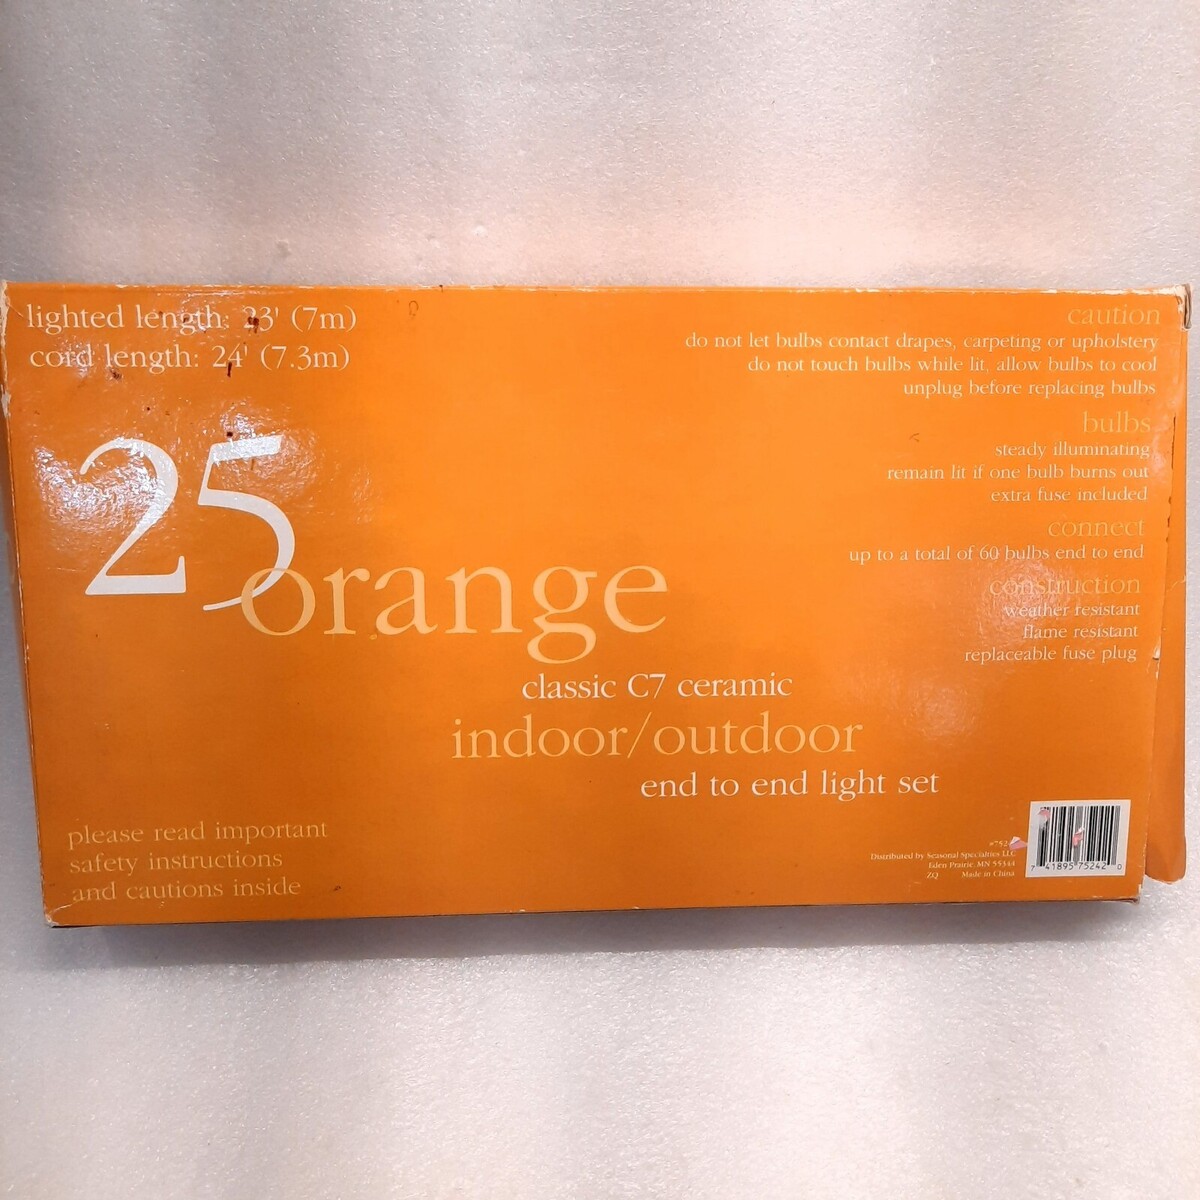 lighted length: 23' (7m)
cord length: 24' (7.3m)
25
orange
classic C7 ceramic
indoor/outdoor
end to end light set
please read important
safety instructions
and cautions inside
caution
do not let bulbs contact drapes, carpeting or upholstery
do not touch bulbs while lit, allow bulbs to cool
unplug before replacing bulbs
bulbs
steady illuminating
remain lit if one bulb burns out
extra fuse included
connect
up to a total of 60 bulbs end to end
construction
weather resistant
flame resistant
replaceable fuse plug
Distributed by Seasonal Specialties LLC
Eden Prairie MN 55344
ZQ Made in China
7 41895 75242 0